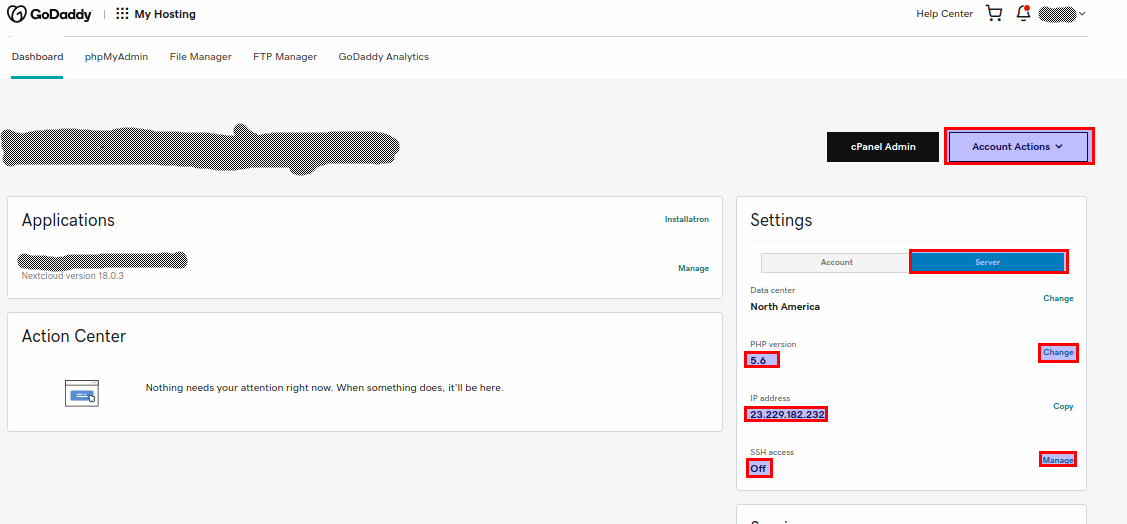 GoDaddy My Hosting Help Center
Dashboard phpMyAdmin File Manager FTP Manager GoDaddy Analytics
cPanel Admin Account Actions
Applications Installatron
Nextcloud version 18.0.3 Manage
Action Center
Nothing needs your attention right now. When something does, it'll be here.
Settings
Account Server
Data center
North America Change
PHP version
5.6 Change
IP address
23.229.182.232 Copy
SSH access
Off Manage